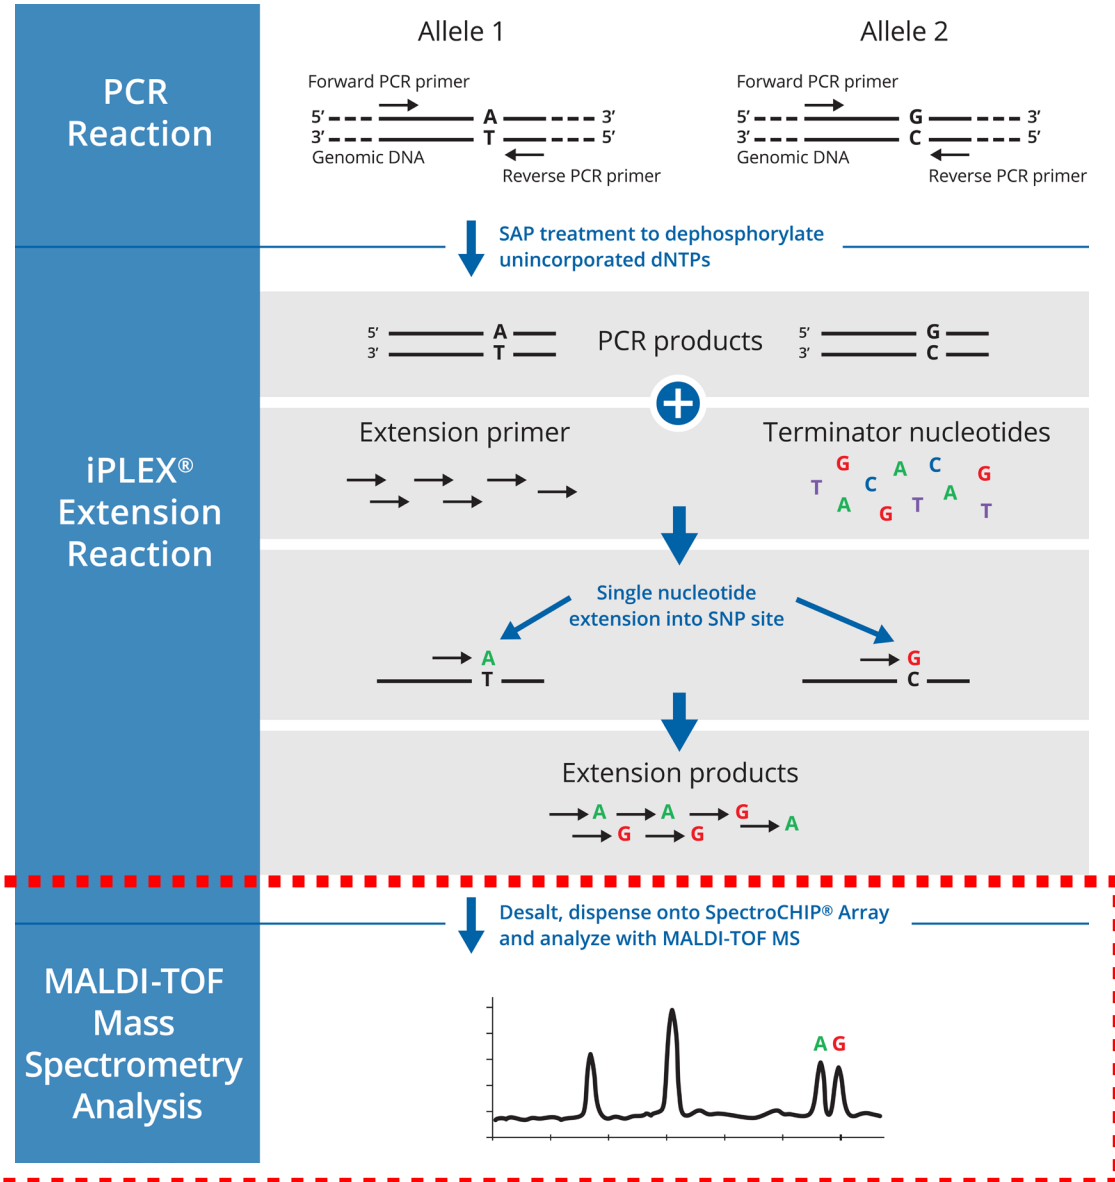 PCR
Reaction
Allele 1
Allele 2
Forward PCR primer
Forward PCR primer
5’ A 3’
3’ T 5’
5’ G 3’
3’ C 5’
Genomic DNA
Genomic DNA
Reverse PCR primer
Reverse PCR primer
SAP treatment to dephosphorylate
unincorporated dNTPs
iPLEX®
Extension
Reaction
5’ A
3’ T
PCR products
5’ G
3’ C
+
Extension primer
Terminator nucleotides
G A C G
T C A
A G T T
Single nucleotide
extension into SNP site
A
T
G
C
Extension products
A A G
G G A
Desalt, dispense onto SpectroCHIP® Array
and analyze with MALDI-TOF MS
MALDI-TOF
Mass
Spectrometry
Analysis
A G